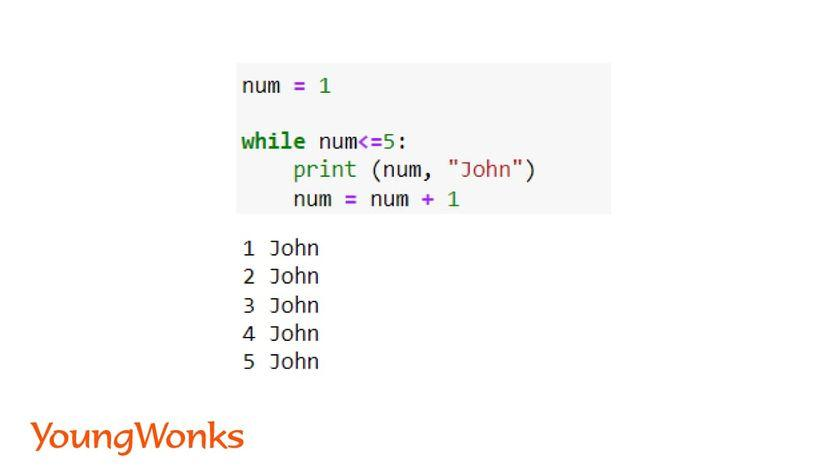 num = 1
while num<=5:
    print (num, "John")
    num = num + 1
1 John
2 John
3 John
4 John
5 John
YoungWonks